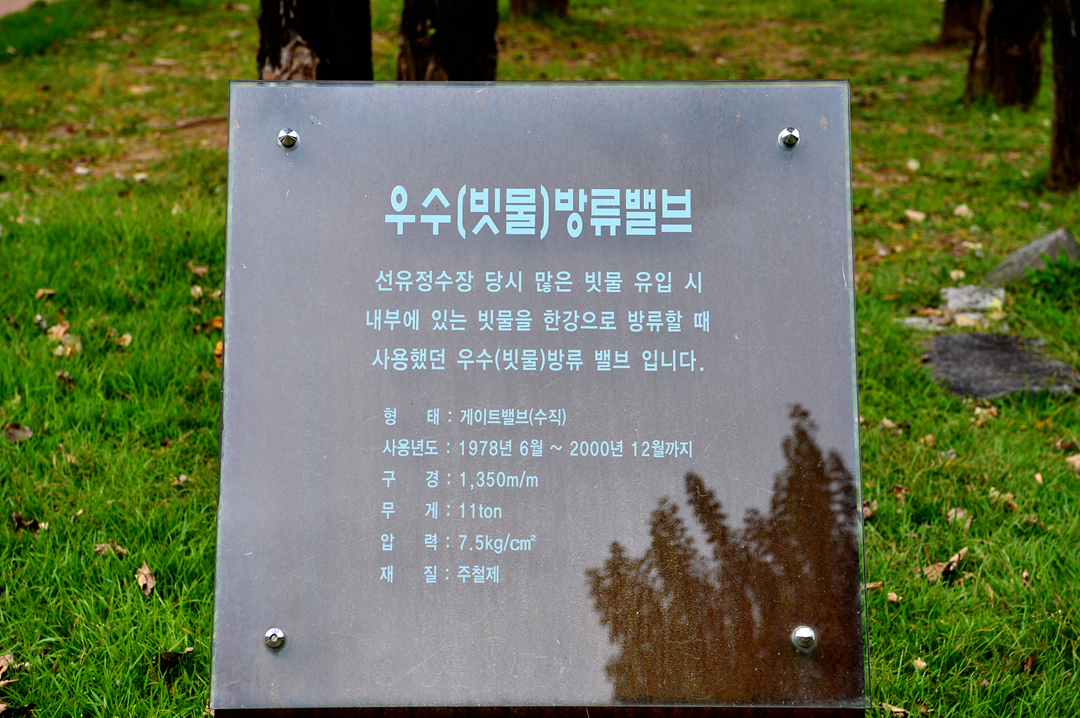 우수(빗물)방류밸브
선유정수장 당시 많은 빗물 유입 시
내부에 있는 빗물을 한강으로 방류할 때
사용했던 우수(빗물)방류 밸브 입니다.
형 태 : 게이트밸브(수직)
사용년도 : 1978년 6월 ~ 2000년 12월까지
구 경 : 1,350m/m
무 게 : 11ton
압 력 : 7.5kg/cm²
재 질 : 주철제